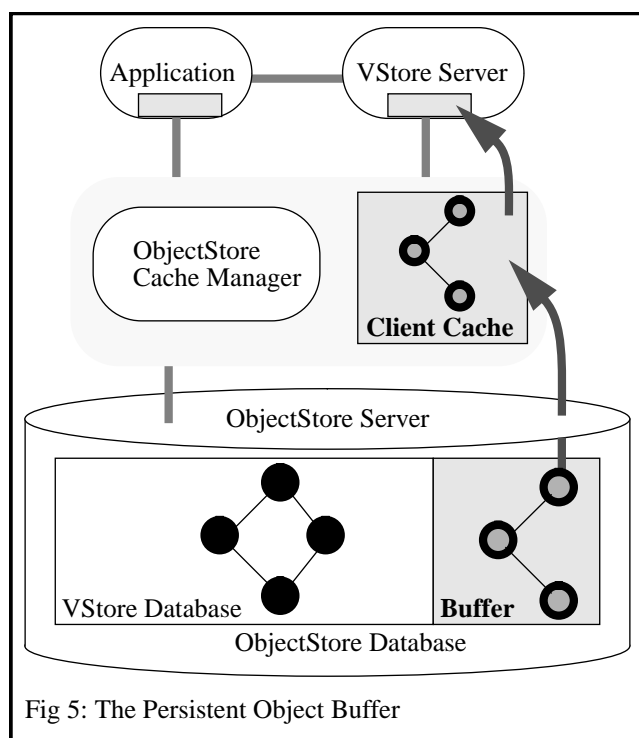 Application
VStore Server
ObjectStore
Cache Manager
Client Cache
ObjectStore Server
VStore Database
Buffer
ObjectStore Database
Fig 5: The Persistent Object Buffer